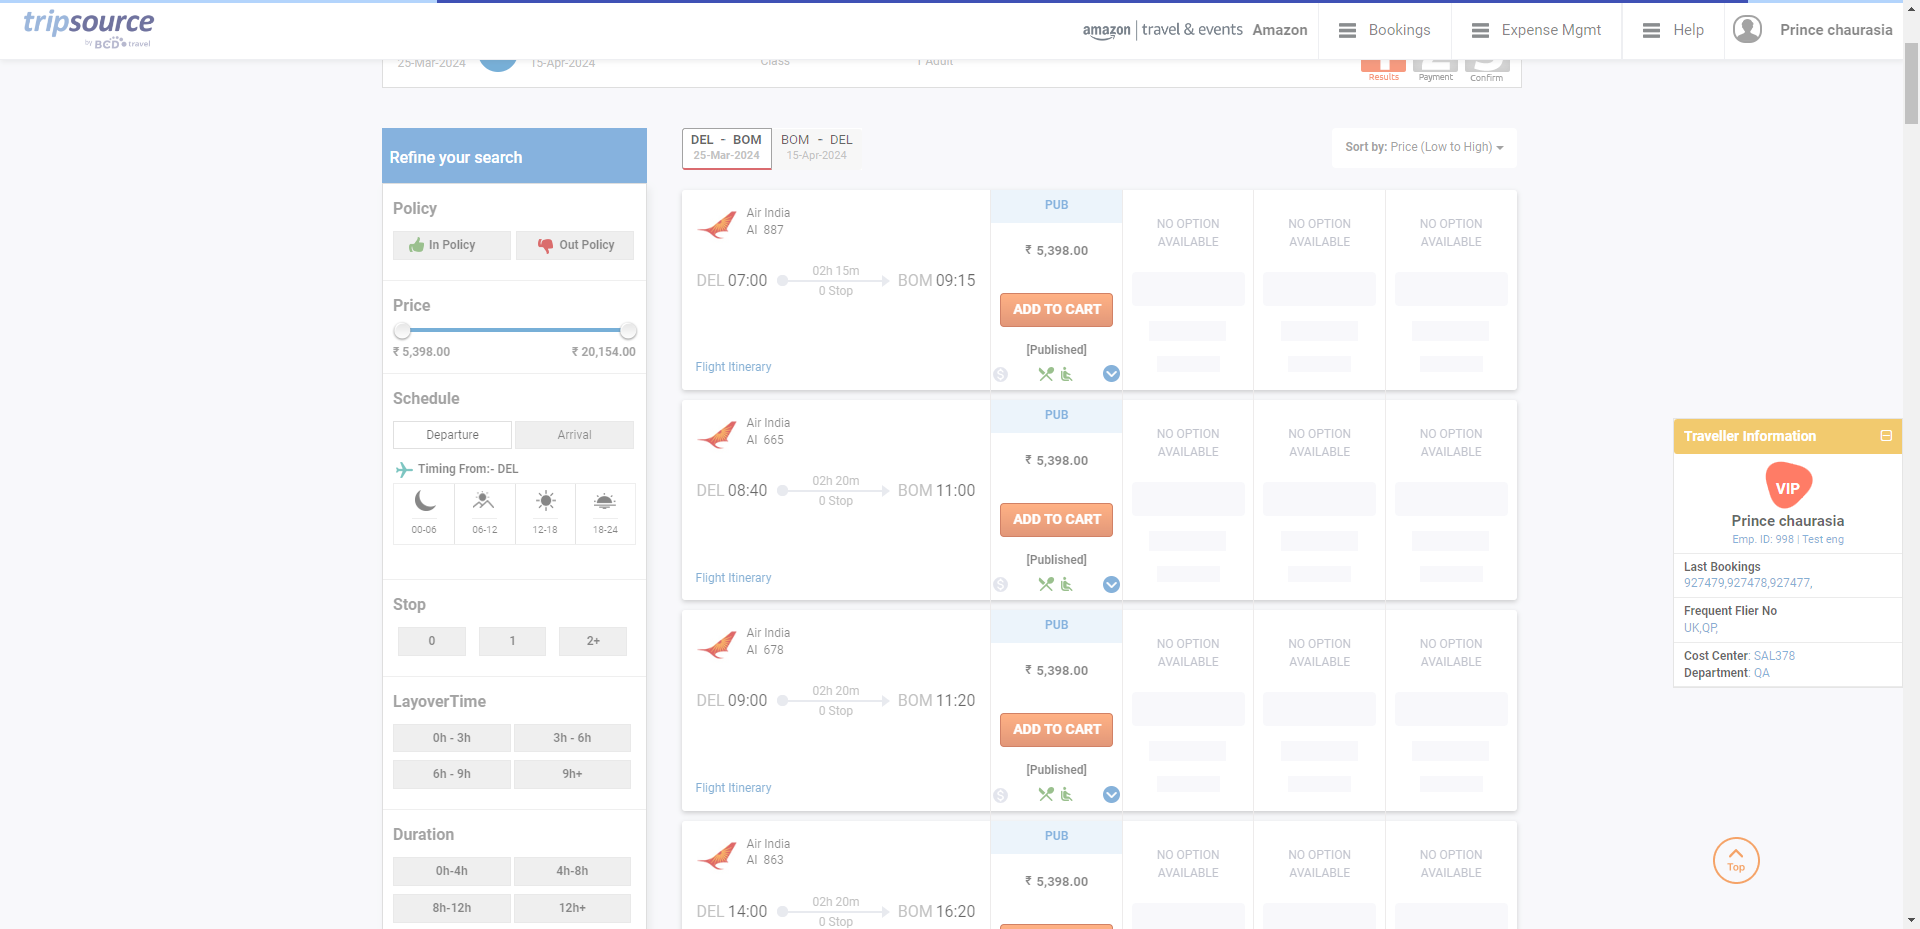 tripsource
by BCD travel
amazon | travel & events Amazon
Bookings
Expense Mgmt
Help
Prince chaurasia
25-Mar-2024
15-Apr-2024
Class
1 Adult
1 2 3
Results
Payment
Confirm
Refine your search
Policy
In Policy
Out Policy
Price
₹ 5,398.00
₹ 20,154.00
Schedule
Departure
Arrival
Timing From:- DEL
00-06
06-12
12-18
18-24
Stop
0
1
2+
LayoverTime
0h - 3h
3h - 6h
6h - 9h
9h+
Duration
0h-4h
4h-8h
8h-12h
12h+
DEL - BOM
25-Mar-2024
BOM - DEL
15-Apr-2024
Sort by: Price (Low to High)
Air India
AI 887
DEL 07:00
02h 15m
0 Stop
BOM 09:15
Flight Itinerary
PUB
₹ 5,398.00
ADD TO CART
[Published]
NO OPTION
AVAILABLE
NO OPTION
AVAILABLE
NO OPTION
AVAILABLE
Air India
AI 665
DEL 08:40
02h 20m
0 Stop
BOM 11:00
Flight Itinerary
PUB
₹ 5,398.00
ADD TO CART
[Published]
NO OPTION
AVAILABLE
NO OPTION
AVAILABLE
NO OPTION
AVAILABLE
Air India
AI 678
DEL 09:00
02h 20m
0 Stop
BOM 11:20
Flight Itinerary
PUB
₹ 5,398.00
ADD TO CART
[Published]
NO OPTION
AVAILABLE
NO OPTION
AVAILABLE
NO OPTION
AVAILABLE
Air India
AI 863
DEL 14:00
02h 20m
0 Stop
BOM 16:20
PUB
₹ 5,398.00
NO OPTION
AVAILABLE
NO OPTION
AVAILABLE
NO OPTION
AVAILABLE
Traveller Information
VIP
Prince chaurasia
Emp. ID: 998 | Test eng
Last Bookings
927479,927478,927477,
Frequent Flier No
UK,QP,
Cost Center: SAL378
Department: QA
Top